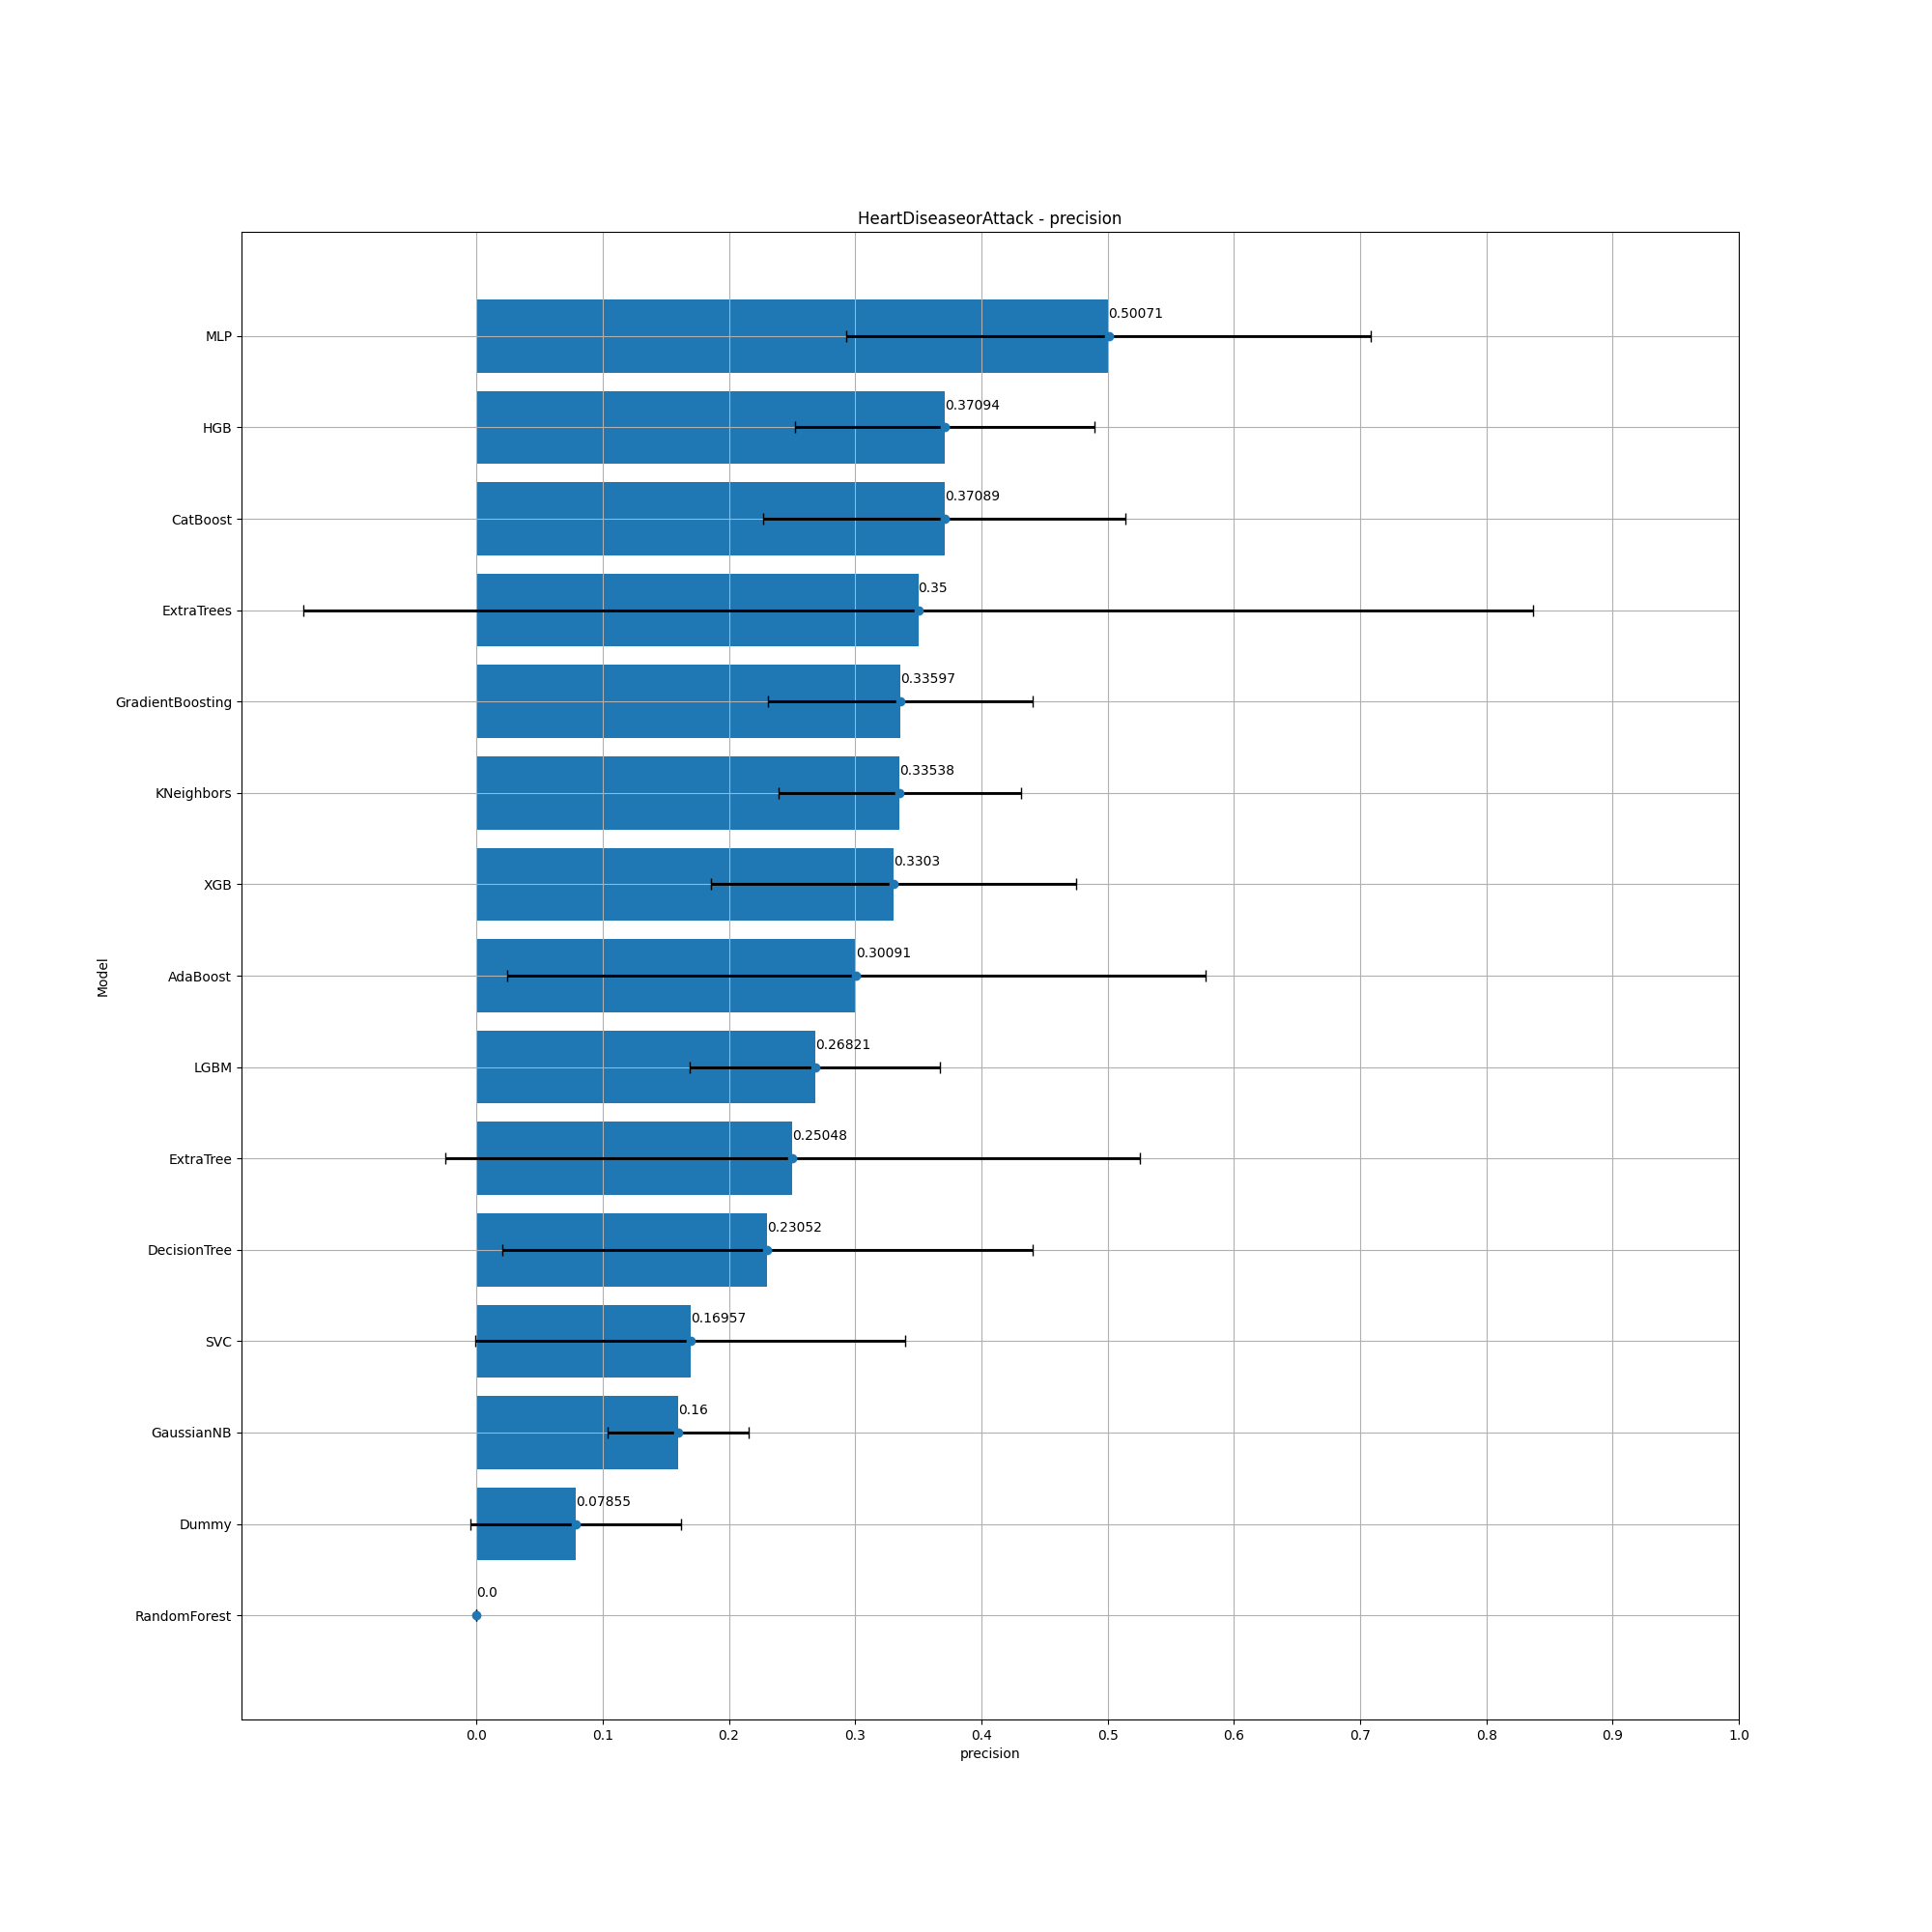 HeartDiseaseorAttack - precision
MLP
0.50071
HGB
0.37094
CatBoost
0.37089
ExtraTrees
0.35
GradientBoosting
0.33597
KNeighbors
0.33538
XGB
0.3303
Model
AdaBoost
0.30091
LGBM
0.26821
ExtraTree
0.25048
DecisionTree
0.23052
SVC
0.16957
GaussianNB
0.16
Dummy
0.07855
RandomForest
0.0
0.0 0.1 0.2 0.3 0.4 0.5 0.6 0.7 0.8 0.9 1.0
precision